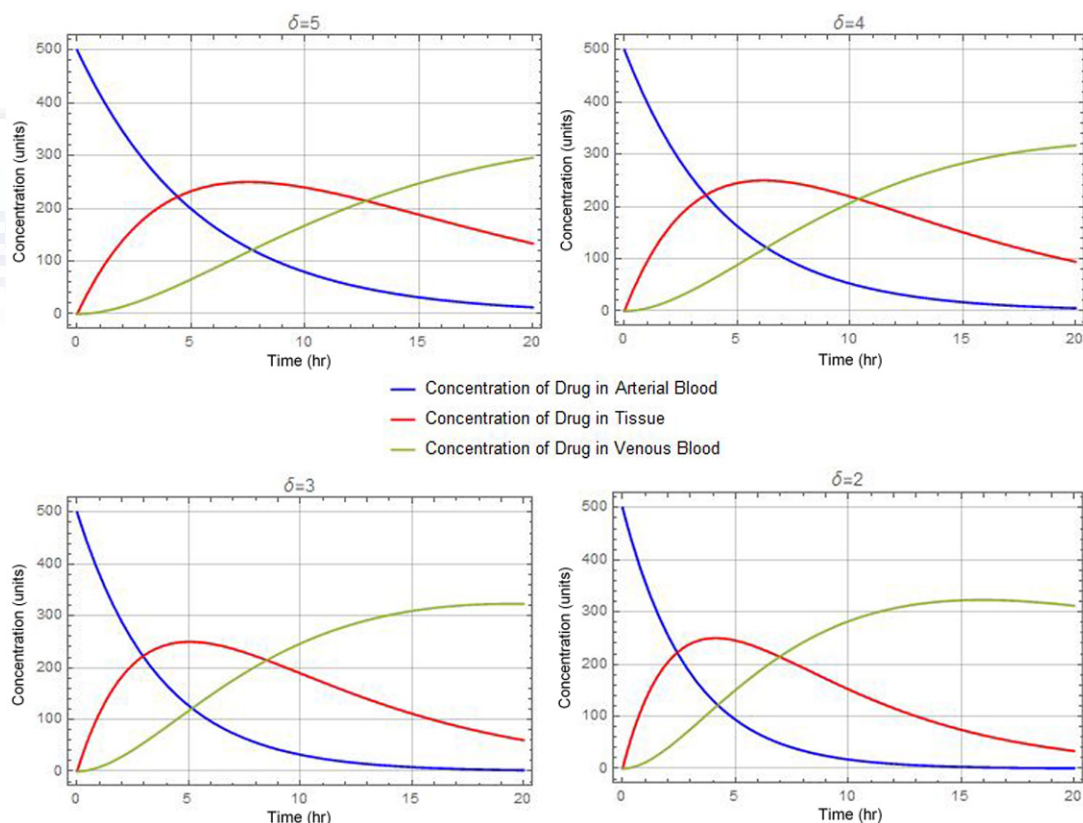 δ=5
500
400
300
200
100
0
Concentration (units)
0 5 10 15 20
Time (hr)
δ=4
500
400
300
200
100
0
Concentration (units)
0 5 10 15 20
Time (hr)
Concentration of Drug in Arterial Blood
Concentration of Drug in Tissue
Concentration of Drug in Venous Blood
δ=3
500
400
300
200
100
0
Concentration (units)
0 5 10 15 20
Time (hr)
δ=2
500
400
300
200
100
0
Concentration (units)
0 5 10 15 20
Time (hr)